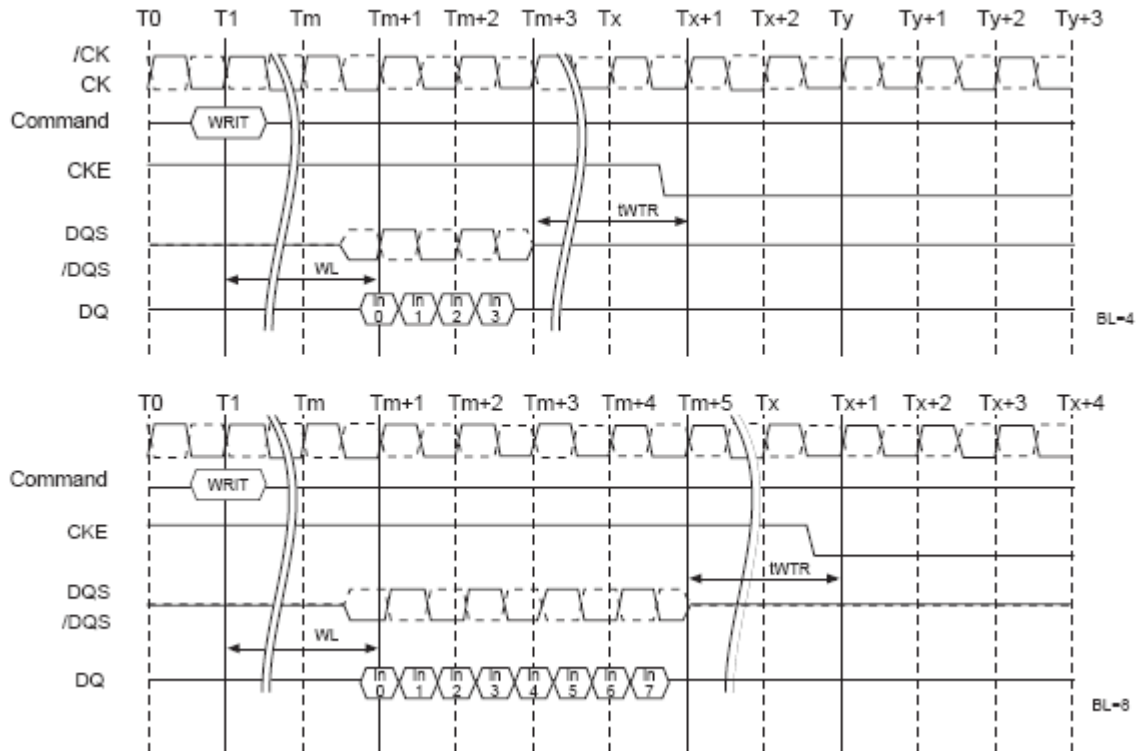 T0 T1 Tm Tm+1 Tm+2 Tm+3 Tx Tx+1 Tx+2 Ty Ty+1 Ty+2 Ty+3
/CK
CK
Command WRIT
CKE
tWTR
DQS
/DQS
WL
DQ In 0 In 1 In 2 In 3
BL=4
T0 T1 Tm Tm+1 Tm+2 Tm+3 Tm+4 Tm+5 Tx Tx+1 Tx+2 Tx+3 Tx+4
Command WRIT
CKE
tWTR
DQS
/DQS
WL
DQ In 0 In 1 In 2 In 3 In 4 In 5 In 6 In 7
BL=8